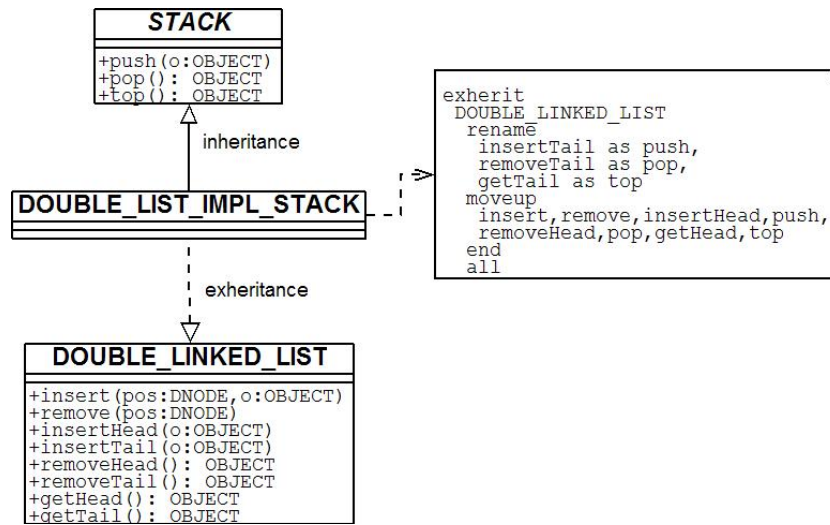 STACK
+push(o:OBJECT)
+pop(): OBJECT
+top(): OBJECT
inheritance
DOUBLE_LIST_IMPL_STACK
exherit
DOUBLE_LINKED_LIST
rename
insertTail as push,
removeTail as pop,
getTail as top
moveup
insert,remove,insertHead,push,
removeHead,pop,getHead,top
end
all
exheritance
DOUBLE_LINKED_LIST
+insert(pos:DNODE,o:OBJECT)
+remove(pos:DNODE)
+insertHead(o:OBJECT)
+insertTail(o:OBJECT)
+removeHead(): OBJECT
+removeTail(): OBJECT
+getHead(): OBJECT
+getTail(): OBJECT